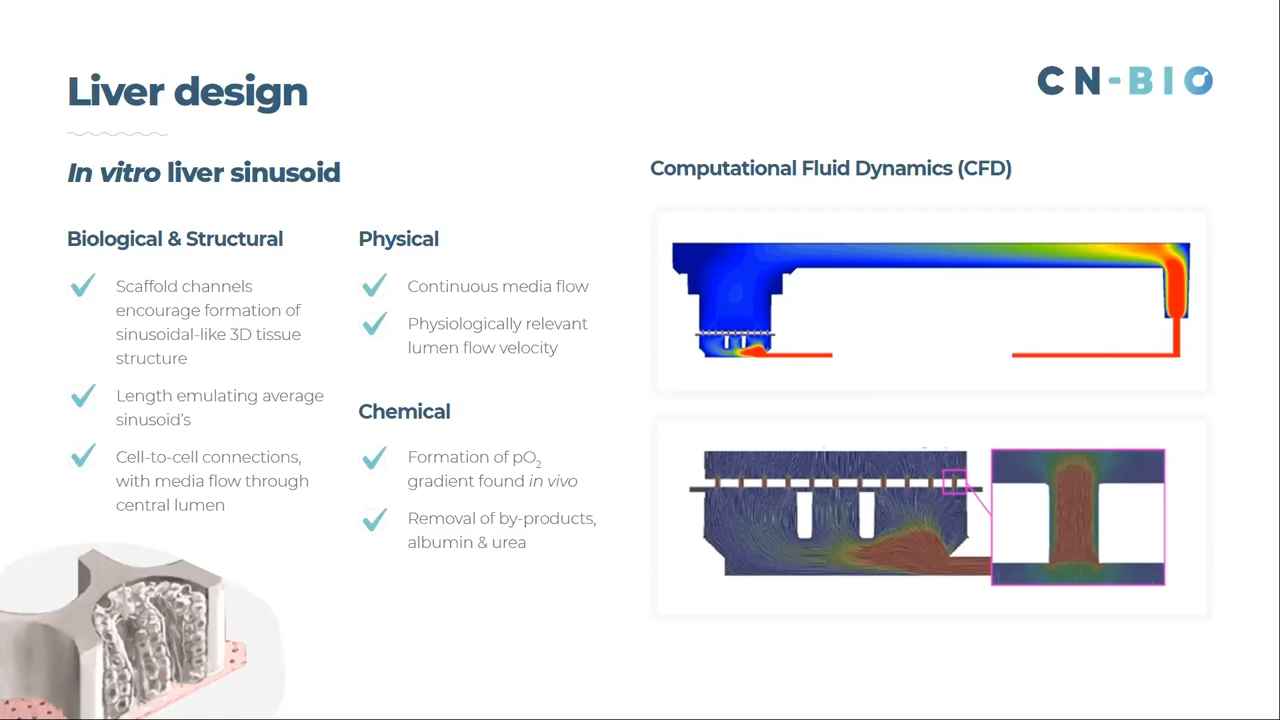 Liver design
CN-BIO
In vitro liver sinusoid
Biological & Structural
Scaffold channels
encourage formation of
sinusoidal-like 3D tissue
structure
Length emulating average
sinusoid's
Cell-to-cell connections,
with media flow through
central lumen
Physical
Continuous media flow
Physiologically relevant
lumen flow velocity
Chemical
Formation of pO2
gradient found in vivo
Removal of by-products,
albumin & urea
Computational Fluid Dynamics (CFD)